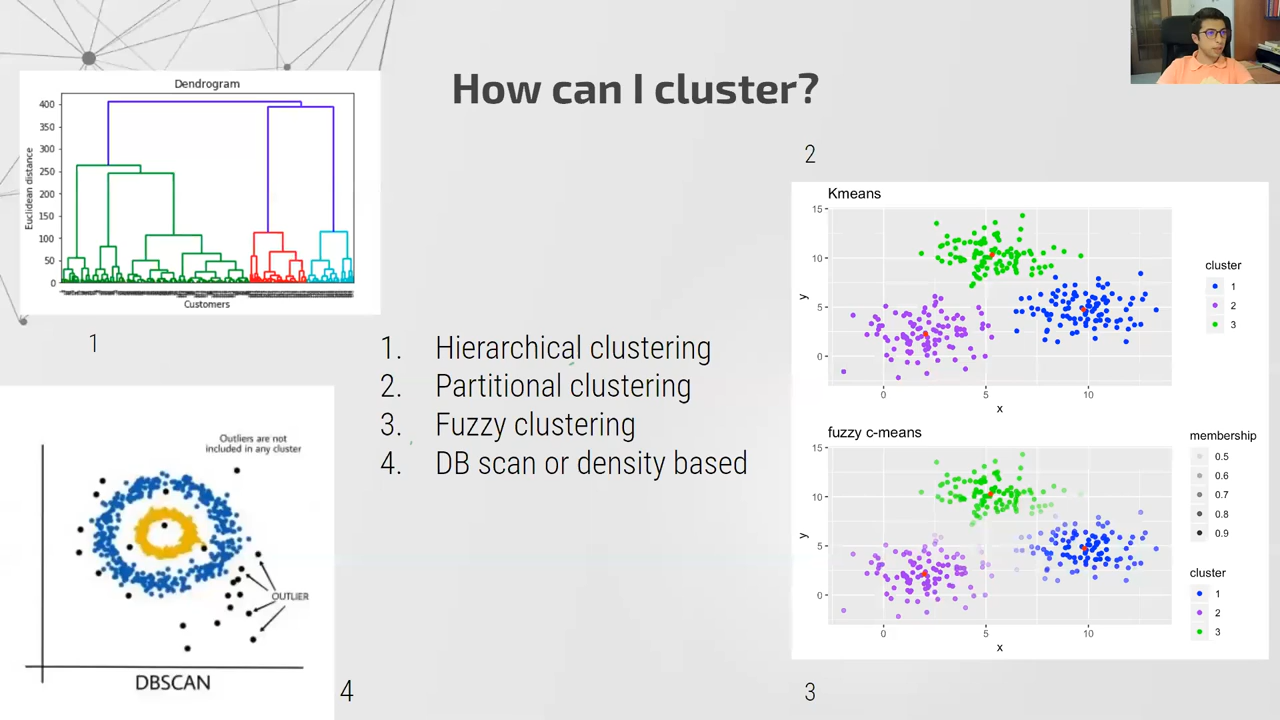 How can I cluster?
Dendrogram
400
350
300
250
200
150
100
50
0
Euclidean distance
Customers
1
1. Hierarchical clustering
2. Partitional clustering
3. Fuzzy clustering
4. DB scan or density based
2
Kmeans
15
10
5
0
y
0 5 10
x
cluster
1
2
3
fuzzy c-means
15
10
5
0
y
0 5 10
x
membership
0.5
0.6
0.7
0.8
0.9
cluster
1
2
3
3
Outliers are not
included in any cluster
OUTLIER
DBSCAN
4